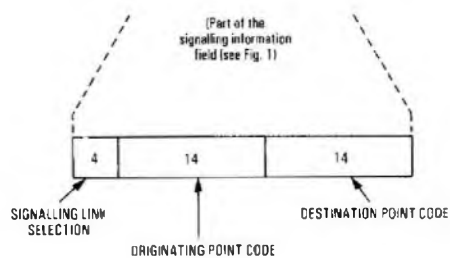 (Part of the
signalling information
field (see Fig. 1)
4 14 14
SIGNALLING LINK
SELECTION
DESTINATION POINT CODE
ORIGINATING POINT CODE